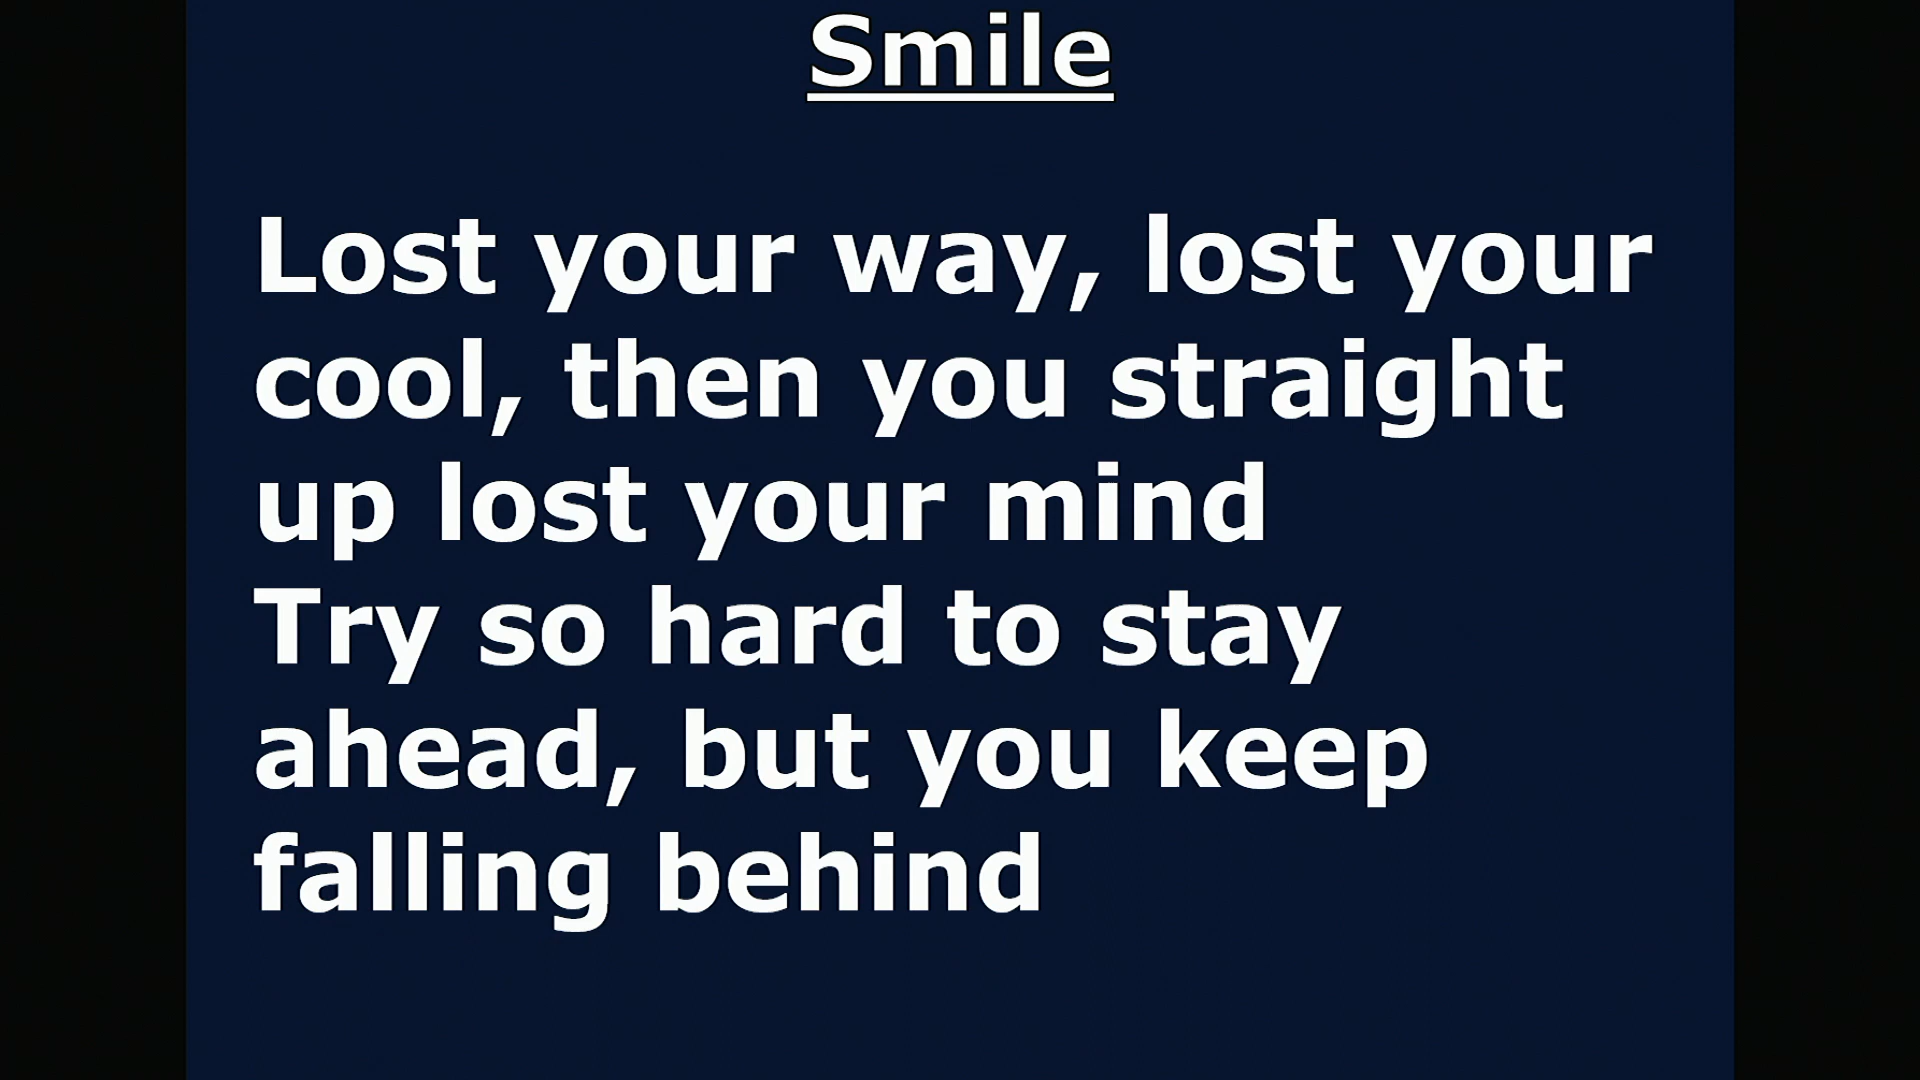 Smile
Lost your way, lost your
cool, then you straight
up lost your mind
Try so hard to stay
ahead, but you keep
falling behind